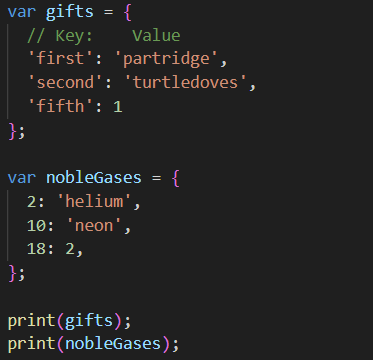 var gifts = {
  // Key:    Value
  'first': 'partridge',
  'second': 'turtledoves',
  'fifth': 1
};

var nobleGases = {
  2: 'helium',
  10: 'neon',
  18: 2,
};

print(gifts);
print(nobleGases);